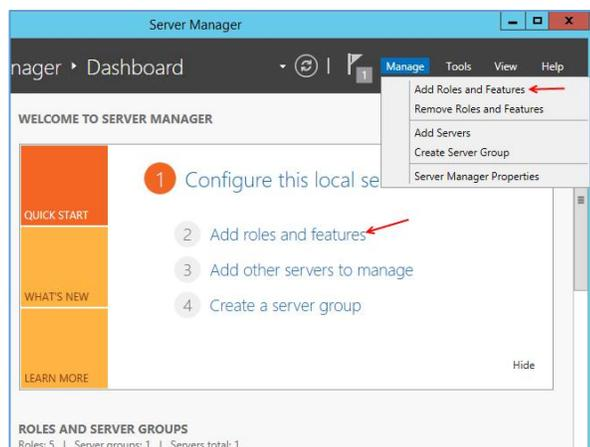 Server Manager
nager • Dashboard
1
Manage Tools View Help
Add Roles and Features
Remove Roles and Features
Add Servers
Create Server Group
Server Manager Properties
WELCOME TO SERVER MANAGER
QUICK START
WHAT'S NEW
LEARN MORE
1 Configure this local se
2 Add roles and features
3 Add other servers to manage
4 Create a server group
Hide
ROLES AND SERVER GROUPS
Roles: 5 | Server groups: 1 | Servers total: 1